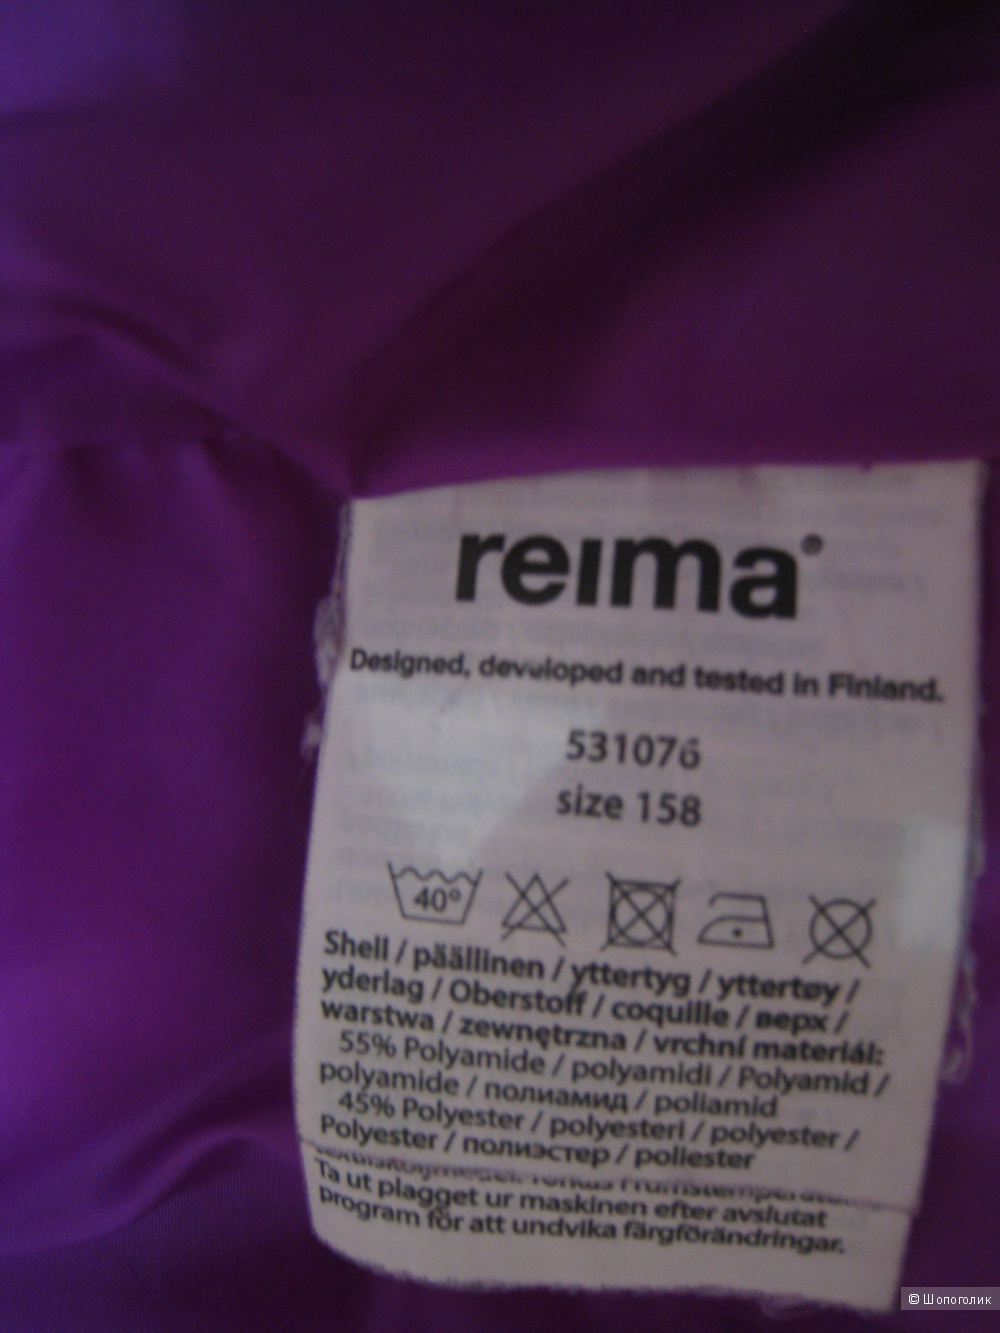 reima®
Designed, developed and tested in Finland.
531076
size 158
40°
Shell / päällinen / yttertyg / yttertøy /
yderlag / Oberstoff / coquille / верх /
warstwa / zewnętrzna / vrchní materiál:
55% Polyamide / polyamidi / Polyamid /
polyamide / полиамид / poliamid
45% Polyester / polyesteri / polyester /
Polyester / полиэстер / poliester
Ta ut plagget ur maskinen efter avslutat
program för att undvika färgförändringar.
© Шопоголик